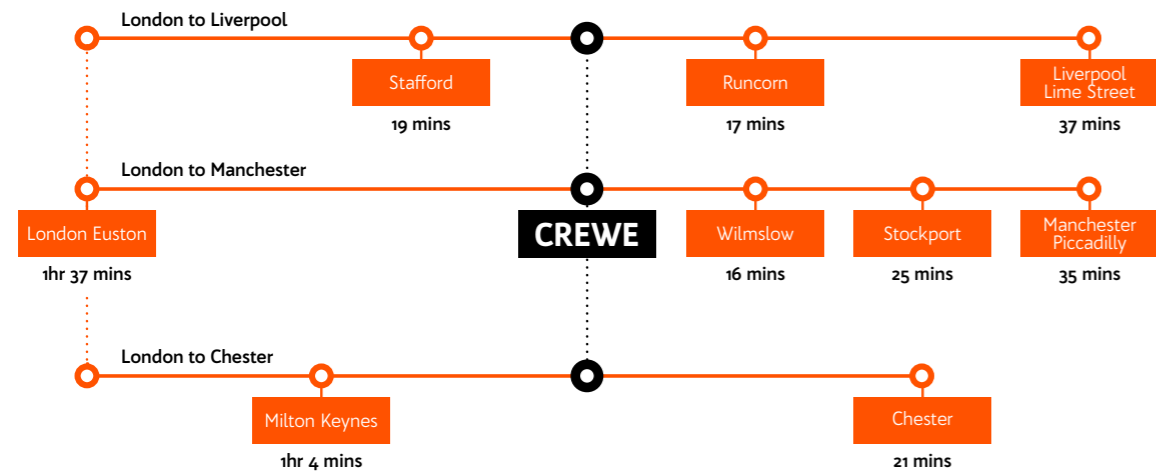 London to Liverpool
Stafford
19 mins
Runcorn
17 mins
Liverpool
Lime Street
37 mins
London to Manchester
London Euston
1hr 37 mins
CREWE
Wilmslow
16 mins
Stockport
25 mins
Manchester
Piccadilly
35 mins
London to Chester
Milton Keynes
1hr 4 mins
Chester
21 mins